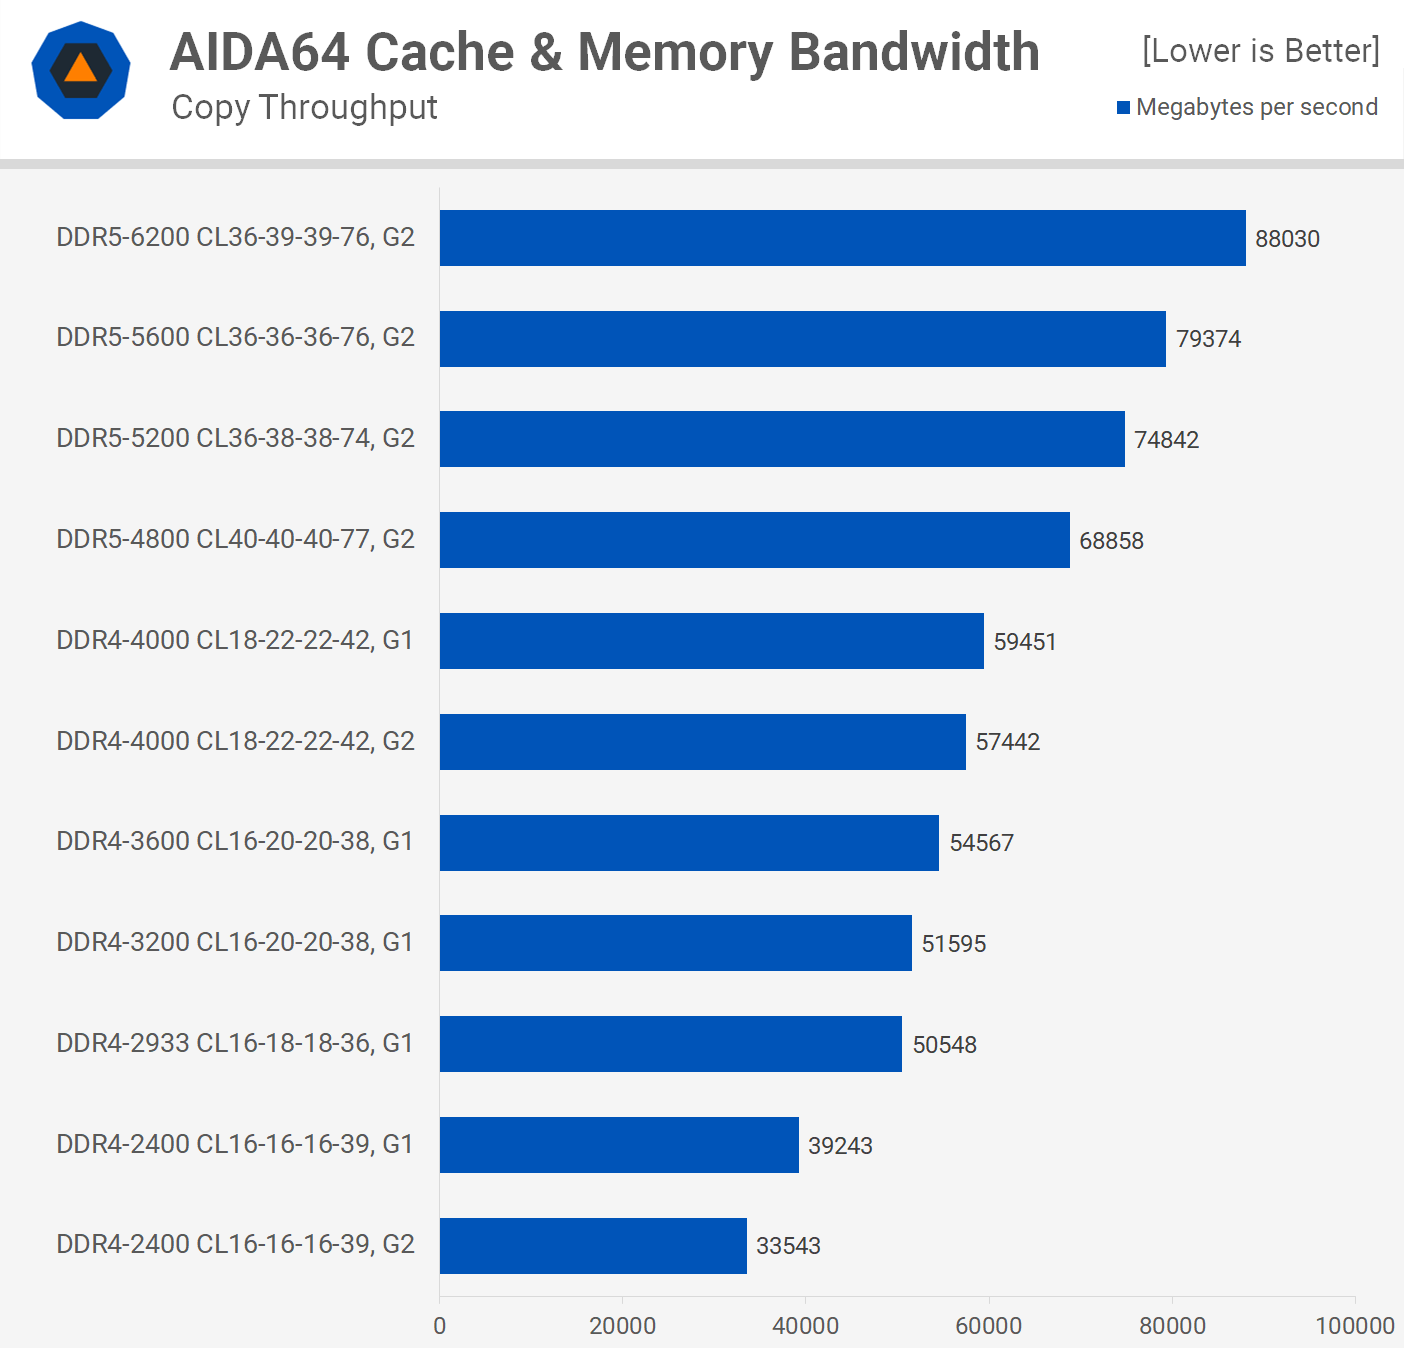 AIDA64 Cache & Memory Bandwidth
[Lower is Better]
Copy Throughput
Megabytes per second
DDR5-6200 CL36-39-39-76, G2 88030
DDR5-5600 CL36-36-36-76, G2 79374
DDR5-5200 CL36-38-38-74, G2 74842
DDR5-4800 CL40-40-40-77, G2 68858
DDR4-4000 CL18-22-22-42, G1 59451
DDR4-4000 CL18-22-22-42, G2 57442
DDR4-3600 CL16-20-20-38, G1 54567
DDR4-3200 CL16-20-20-38, G1 51595
DDR4-2933 CL16-18-18-36, G1 50548
DDR4-2400 CL16-16-16-39, G1 39243
DDR4-2400 CL16-16-16-39, G2 33543
0 20000 40000 60000 80000 100000